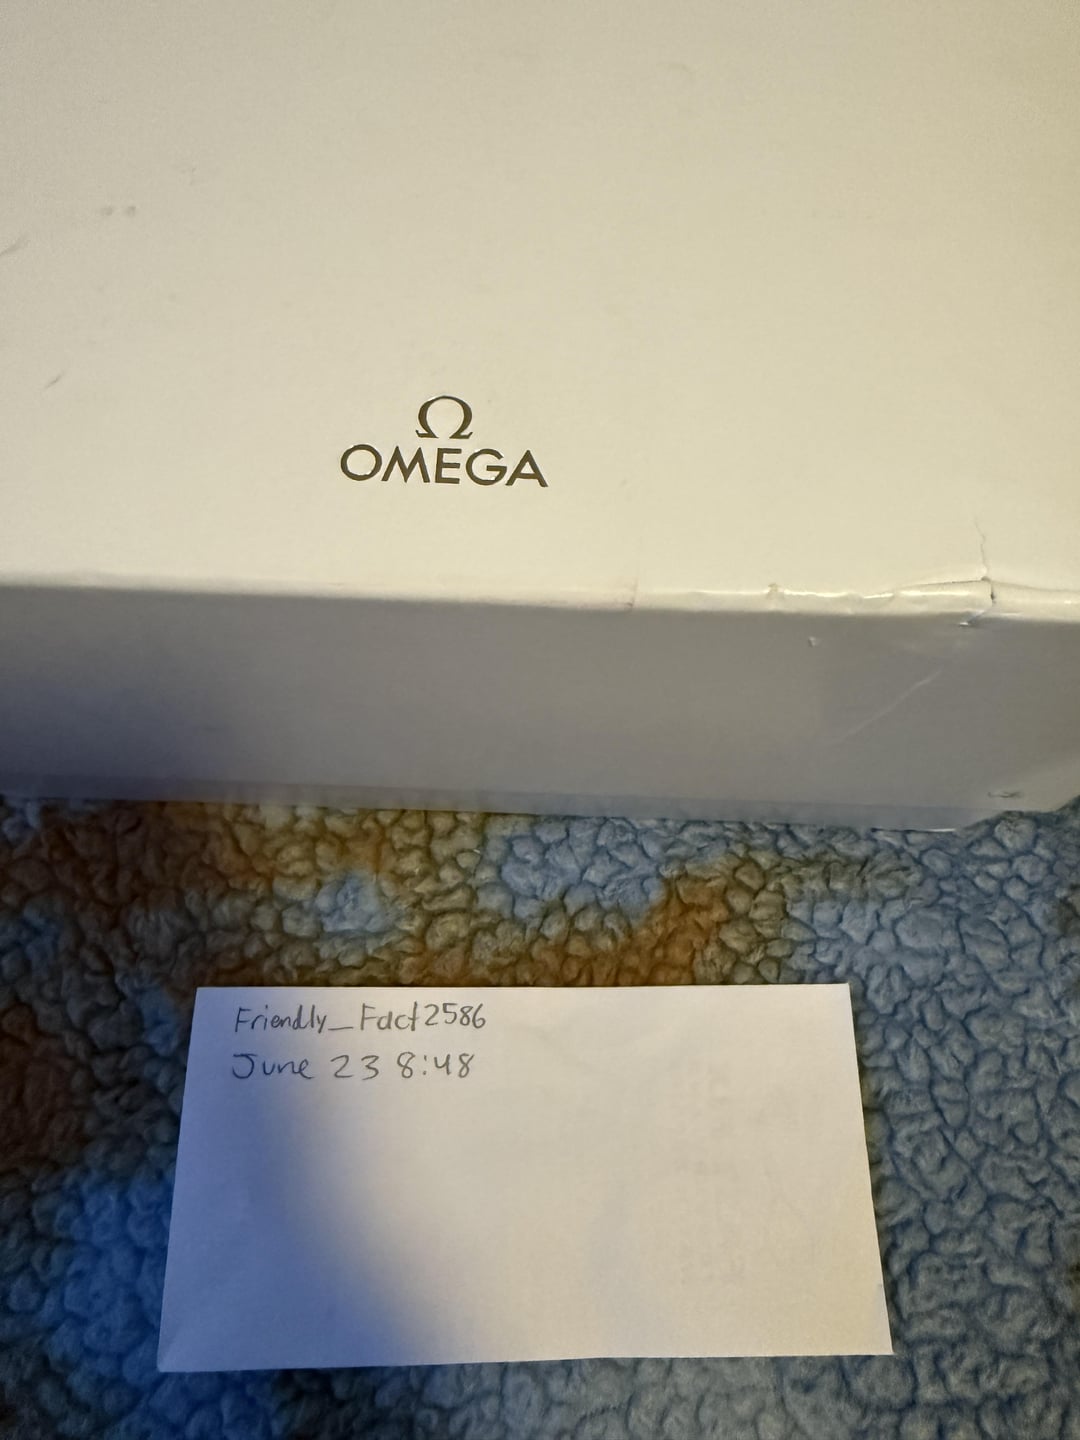 Ω
OMEGA
Friendly_Fact2586
June 23 8:48